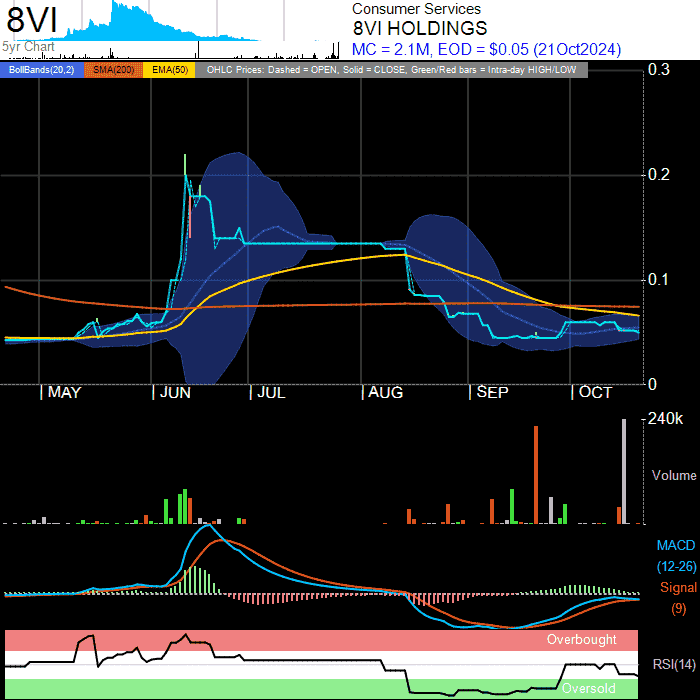 8VI
Consumer Services
8VI HOLDINGS
5yr Chart
MC = 2.1M, EOD = $0.05 (21Oct2024)
BollBands(20,2) SMA(200) EMA(50) OHLC Prices: Dashed = OPEN, Solid = CLOSE, Green/Red bars = Intra-day HIGH/LOW
0.3
0.2
0.1
0
MAY JUN JUL AUG SEP OCT
240k
Volume
MACD
(12-26)
Signal
(9)
Overbought
RSI(14)
Oversold